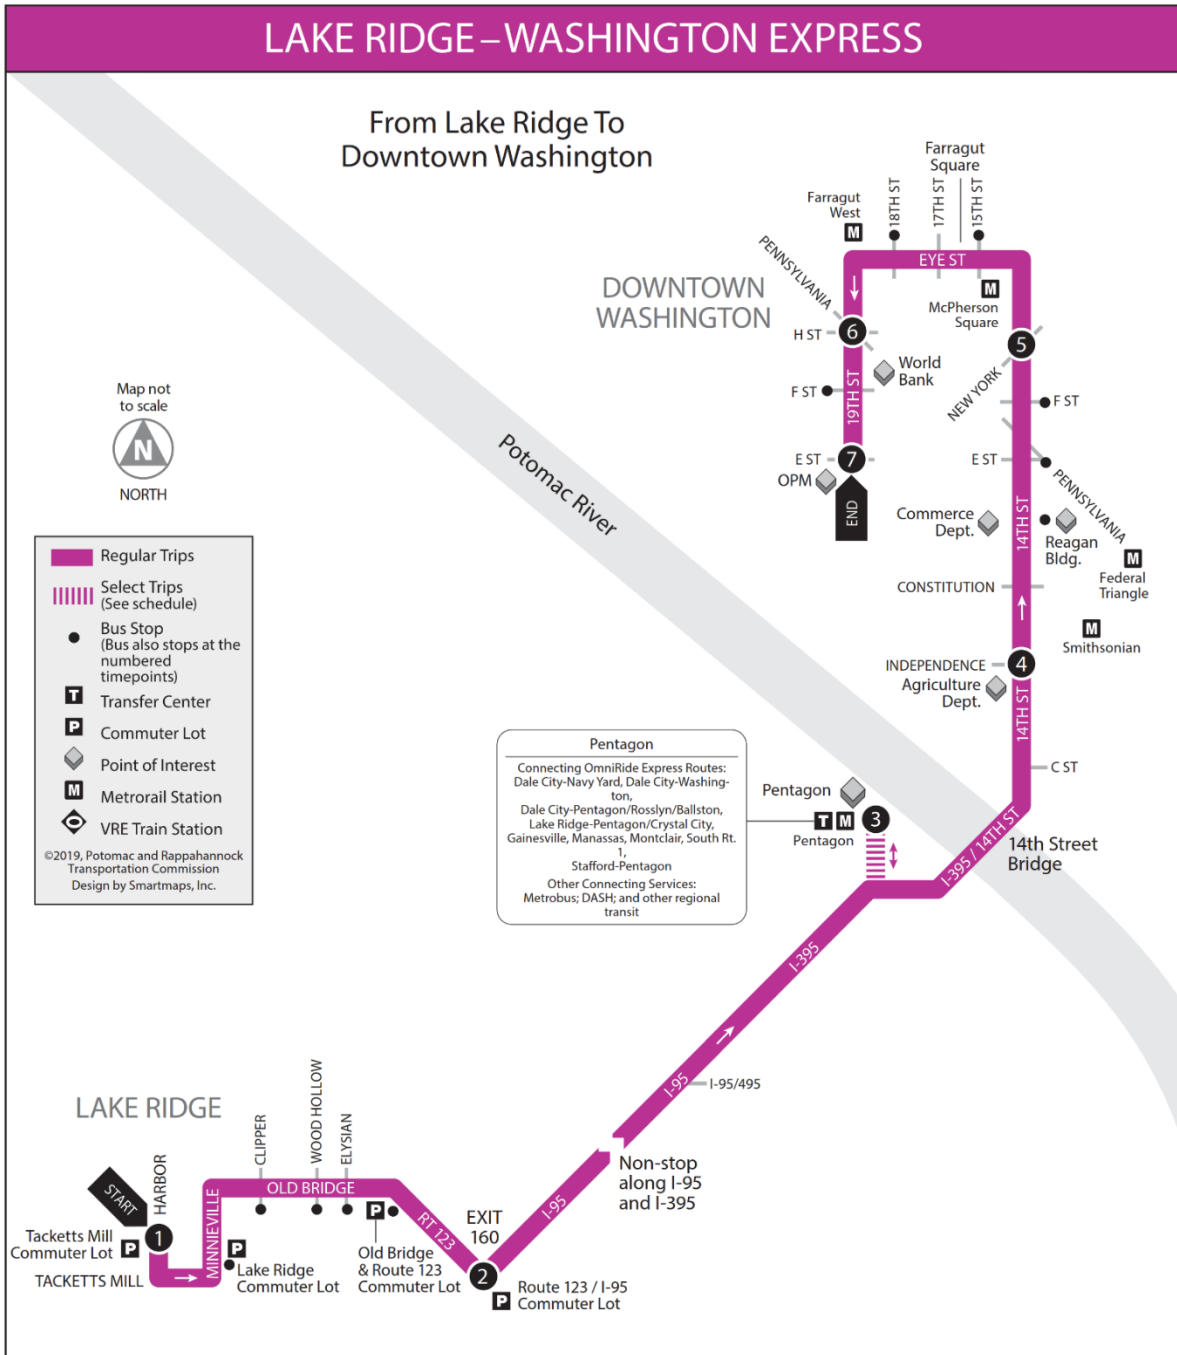 LAKE RIDGE–WASHINGTON EXPRESS
From Lake Ridge To
Downtown Washington
Farragut
Square
Farragut
West
M
18TH ST
17TH ST
15TH ST
EYE ST
PENNSYLVANIA
DOWNTOWN
WASHINGTON
M
McPherson
Square
H ST
6
5
World
Bank
NEW YORK
F ST
19TH ST
F ST
E ST
7
OPM
END
E ST
PENNSYLVANIA
Commerce
Dept.
14TH ST
Reagan
Bldg.
M
Federal
Triangle
CONSTITUTION
M
Smithsonian
INDEPENDENCE
4
Agriculture
Dept.
14TH ST
C ST
Map not
to scale
N
NORTH
Potomac River
Regular Trips
Select Trips
(See schedule)
Bus Stop
(Bus also stops at the
numbered
timepoints)
T
Transfer Center
P
Commuter Lot
Point of Interest
M
Metrorail Station
VRE Train Station
©2019, Potomac and Rappahannock
Transportation Commission
Design by Smartmaps, Inc.
Pentagon
Connecting OmniRide Express Routes:
Dale City-Navy Yard, Dale City-Washing-
ton,
Dale City-Pentagon/Rosslyn/Ballston,
Lake Ridge-Pentagon/Crystal City,
Gainesville, Manassas, Montclair, South Rt.
1,
Stafford-Pentagon
Other Connecting Services:
Metrobus; DASH; and other regional
transit
Pentagon
T M
3
Pentagon
I-395 / 14TH ST
14th Street
Bridge
I-395
I-95
I-95/495
Non-stop
along I-95
and I-395
I-95
LAKE RIDGE
CLIPPER
WOOD HOLLOW
ELYSIAN
HARBOR
START
OLD BRIDGE
MINNIEVILLE
RT 123
EXIT
160
1
Tacketts Mill
Commuter Lot
P
TACKETTS MILL
P
Lake Ridge
Commuter Lot
P
Old Bridge
& Route 123
Commuter Lot
2
P
Route 123 / I-95
Commuter Lot